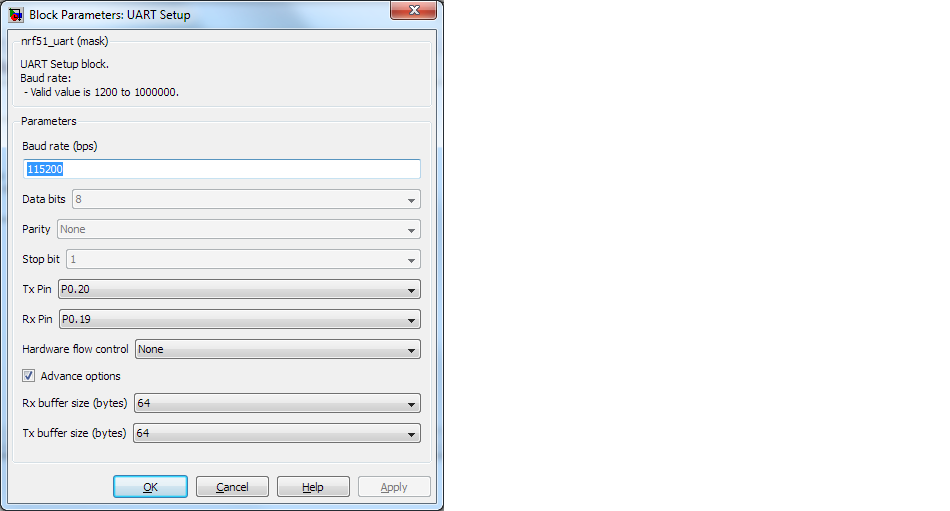 Block Parameters: UART Setup
nrf51_uart (mask)
UART Setup block.
Baud rate:
- Valid value is 1200 to 1000000.
Parameters
Baud rate (bps)
115200
Data bits 8
Parity None
Stop bit 1
Tx Pin P0.20
Rx Pin P0.19
Hardware flow control None
Advance options
Rx buffer size (bytes) 64
Tx buffer size (bytes) 64
OK Cancel Help Apply